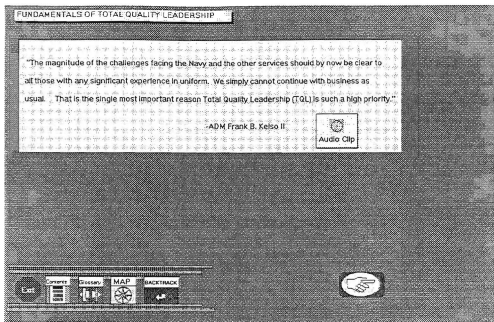 FUNDAMENTALS OF TOTAL QUALITY LEADERSHIP
"The magnitude of the challenges facing the Navy and the other services should by now be clear to
all those with any significant experience in uniform. We simply cannot continue with business as
usual. That is the single most important reason Total Quality Leadership (TQL) is such a high priority."
-ADM Frank B. Kelso II
Audio Clip
Exit
Contents
Glossary
MAP
BACKTRACK